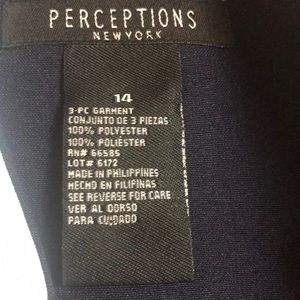 PERCEPTIONS
NEW YORK
14
3-PC GARMENT
CONJUNTO DE 3 PIEZAS
100% POLYESTER
100% POLIÉSTER
RN# 66585
LOT# 6172
MADE IN PHILIPPINES
HECHO EN FILIPINAS
SEE REVERSE FOR CARE
VER AL DORSO
PARA CUIDADO